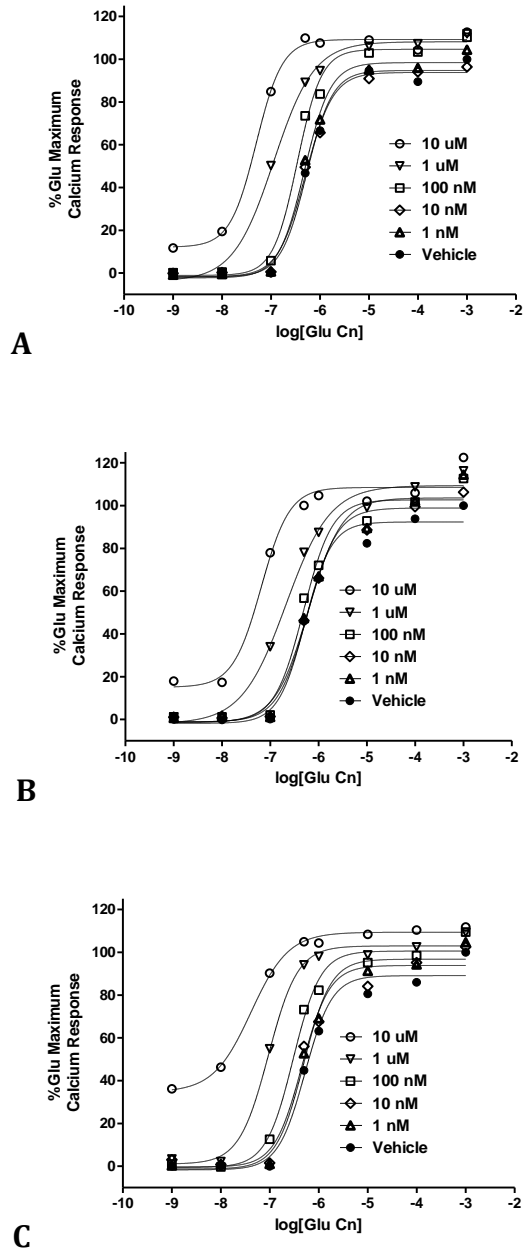 120
100
80
60
40
20
0
%Glu Maximum
Calcium Response
10 uM
1 uM
100 nM
10 nM
1 nM
Vehicle
-10 -9 -8 -7 -6 -5 -4 -3 -2
log[Glu Cn]
A
120
100
80
60
40
20
0
%Glu Maximum
Calcium Response
10 uM
1 uM
100 nM
10 nM
1 nM
Vehicle
-10 -9 -8 -7 -6 -5 -4 -3 -2
log[Glu Cn]
B
120
100
80
60
40
20
0
%Glu Maximum
Calcium Response
10 uM
1 uM
100 nM
10 nM
1 nM
Vehicle
-10 -9 -8 -7 -6 -5 -4 -3 -2
log[Glu Cn]
C